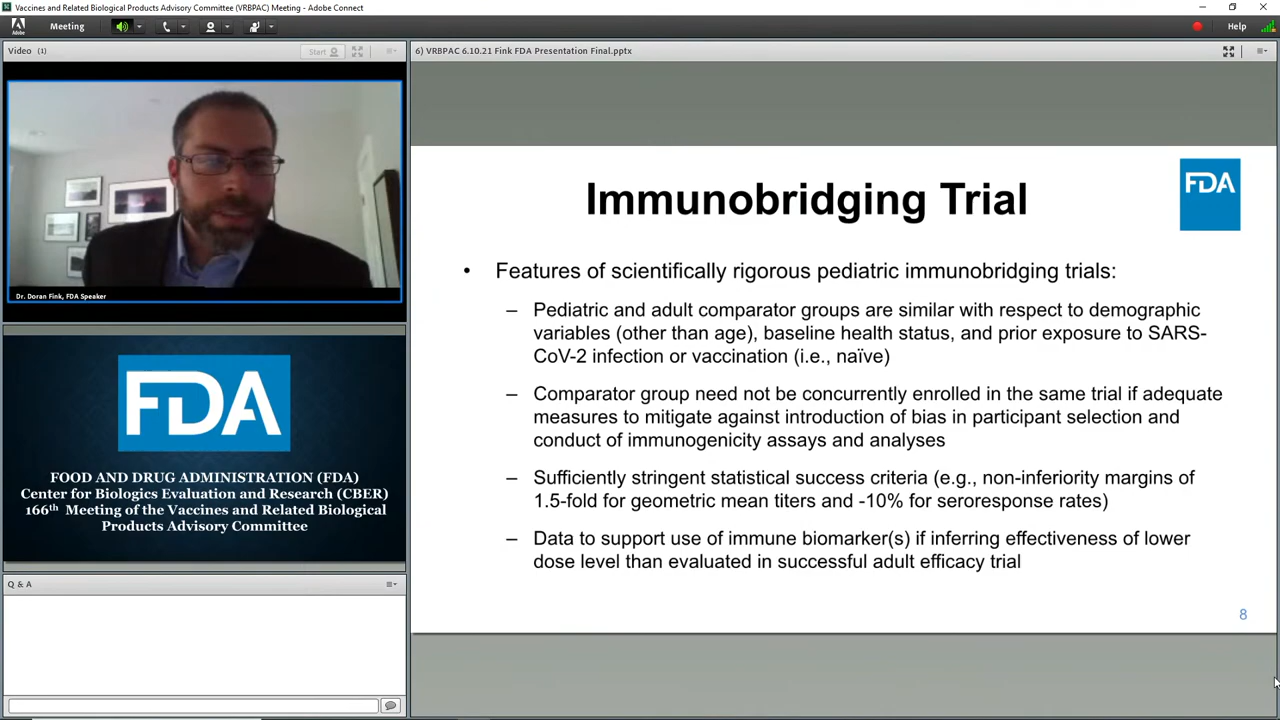 Vaccines and Related Biological Products Advisory Committee (VRBPAC) Meeting - Adobe Connect
Meeting
Help
Video (1)
Start
6) VRBPAC 6.10.21 Fink FDA Presentation Final.pptx
Dr. Doran Fink, FDA Speaker
FDA
FOOD AND DRUG ADMINISTRATION (FDA)
Center for Biologics Evaluation and Research (CBER)
166th Meeting of the Vaccines and Related Biological
Products Advisory Committee
Q & A
Immunobridging Trial
FDA
• Features of scientifically rigorous pediatric immunobridging trials:
– Pediatric and adult comparator groups are similar with respect to demographic
variables (other than age), baseline health status, and prior exposure to SARS-
CoV-2 infection or vaccination (i.e., naïve)
– Comparator group need not be concurrently enrolled in the same trial if adequate
measures to mitigate against introduction of bias in participant selection and
conduct of immunogenicity assays and analyses
– Sufficiently stringent statistical success criteria (e.g., non-inferiority margins of
1.5-fold for geometric mean titers and -10% for seroresponse rates)
– Data to support use of immune biomarker(s) if inferring effectiveness of lower
dose level than evaluated in successful adult efficacy trial
8